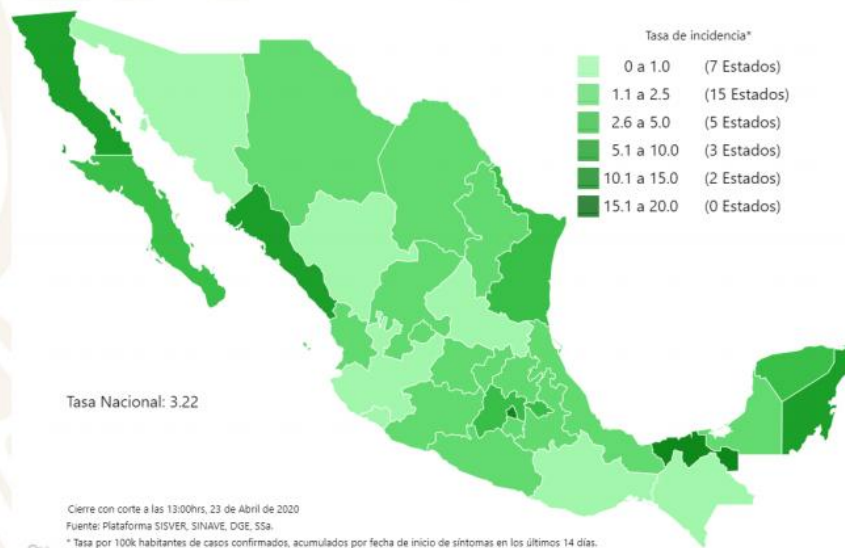 Tasa de incidencia*
0 a 1.0 (7 Estados)
1.1 a 2.5 (15 Estados)
2.6 a 5.0 (5 Estados)
5.1 a 10.0 (3 Estados)
10.1 a 15.0 (2 Estados)
15.1 a 20.0 (0 Estados)
Tasa Nacional: 3.22
Cierre con corte a las 13:00hrs, 23 de Abril de 2020
Fuente: Plataforma SISVER, SINAVE, DGE, SSa.
* Tasa por 100k habitantes de casos confirmados, acumulados por fecha de inicio de síntomas en los últimos 14 días.